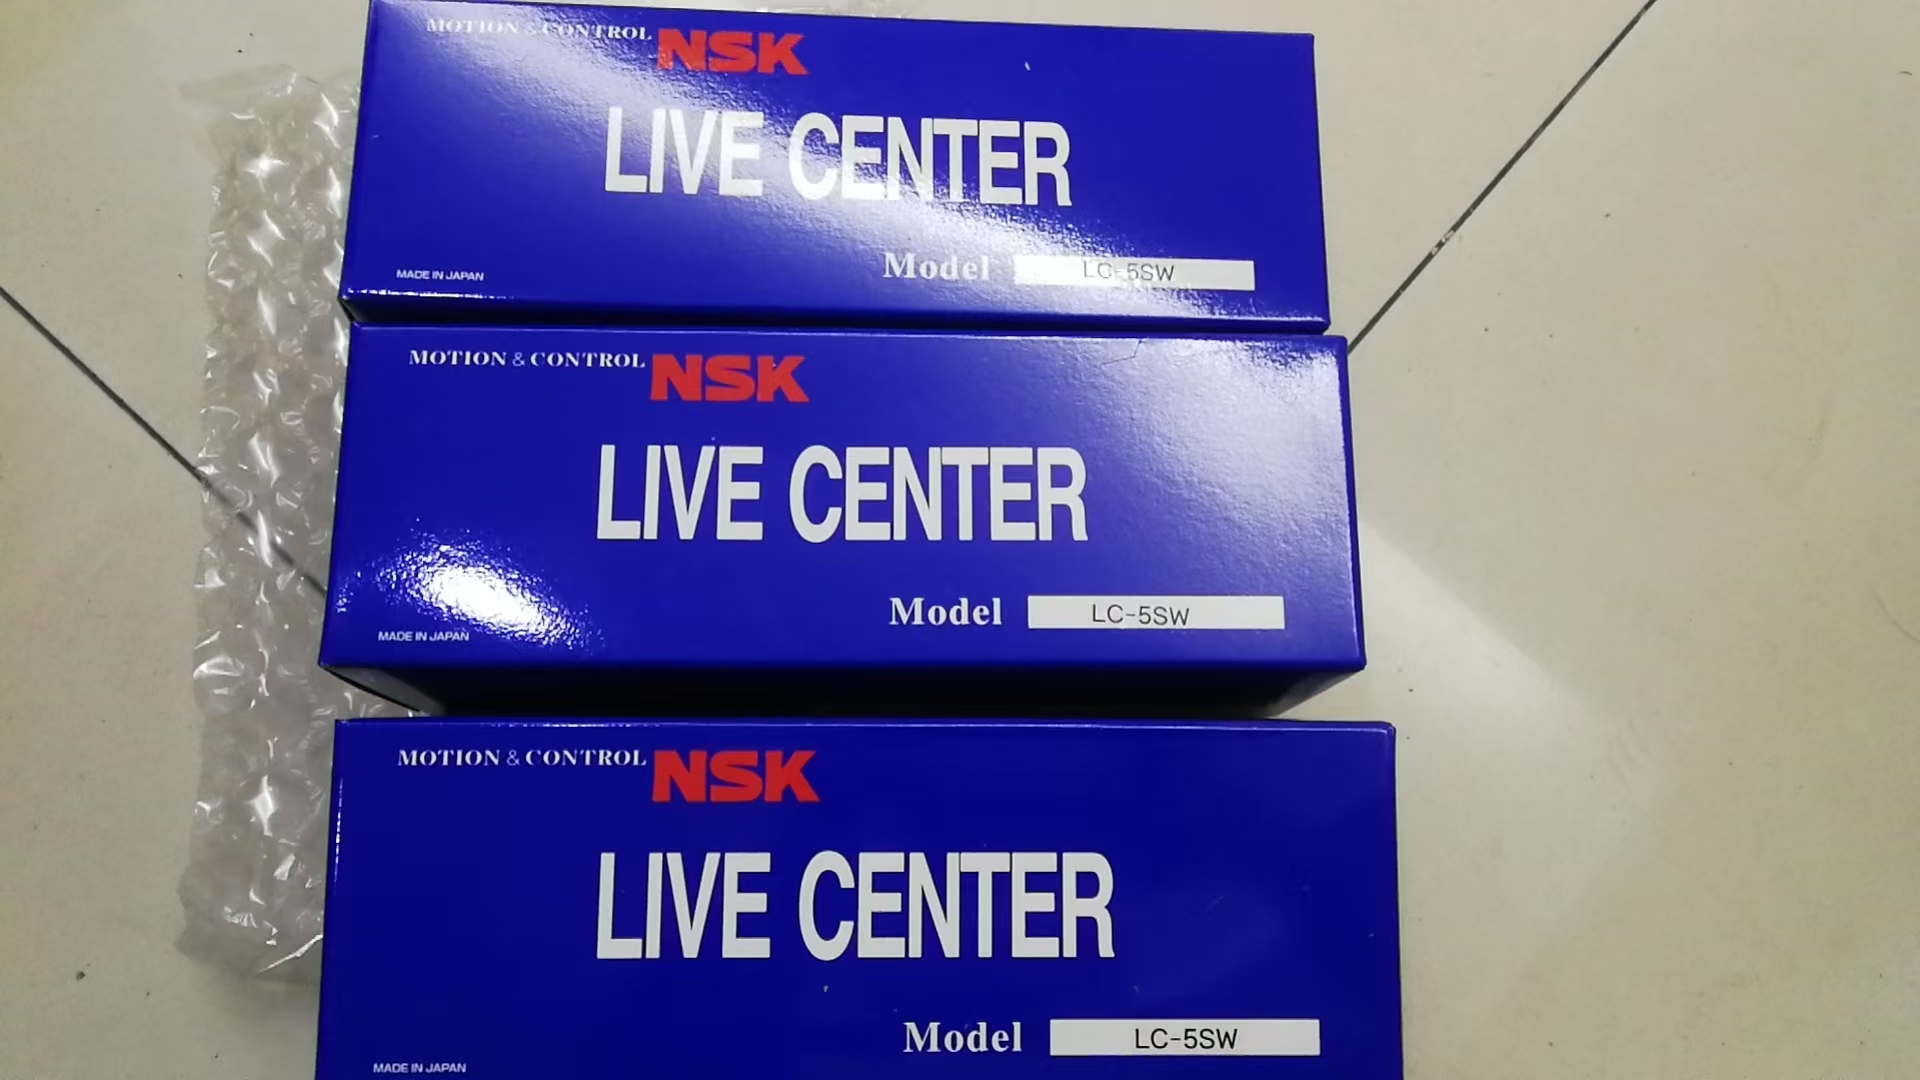 MOTION & CONTROL NSK
LIVE CENTER
Model LC-5SW
MADE IN JAPAN
MOTION & CONTROL NSK
LIVE CENTER
Model LC-5SW
MADE IN JAPAN
MOTION & CONTROL NSK
LIVE CENTER
Model LC-5SW
MADE IN JAPAN